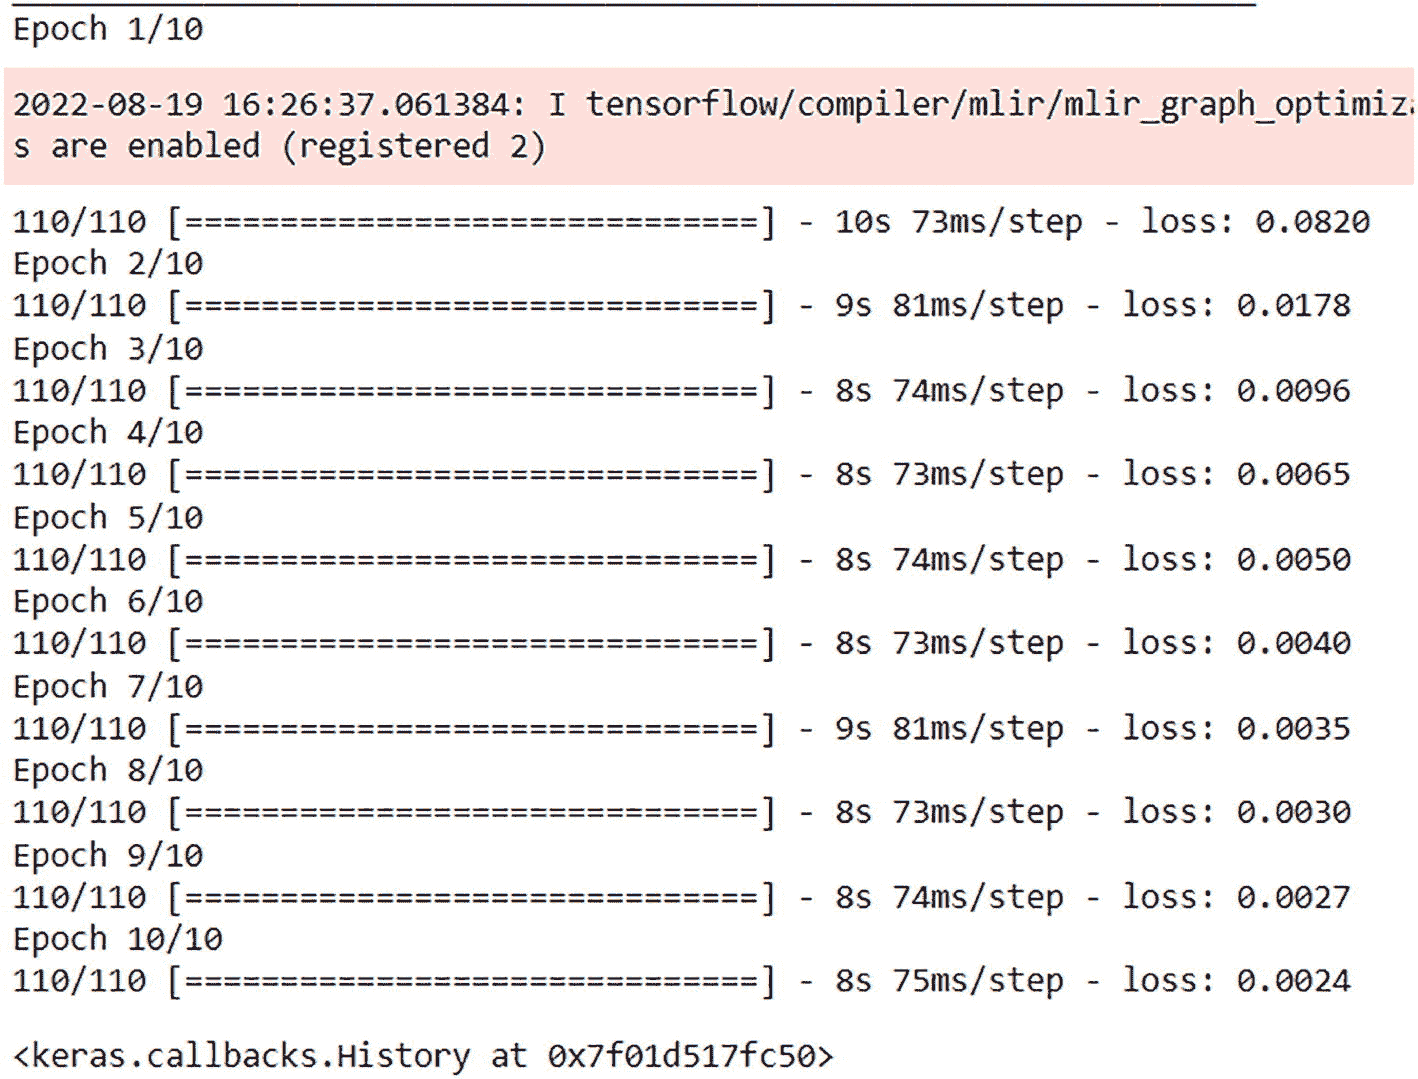 Epoch 1/10
2022-08-19 16:26:37.061384: I tensorflow/compiler/mlir/mlir_graph_optimiz
s are enabled (registered 2)
110/110 [==============================] - 10s 73ms/step - loss: 0.0820
Epoch 2/10
110/110 [==============================] - 9s 81ms/step - loss: 0.0178
Epoch 3/10
110/110 [==============================] - 8s 74ms/step - loss: 0.0096
Epoch 4/10
110/110 [==============================] - 8s 73ms/step - loss: 0.0065
Epoch 5/10
110/110 [==============================] - 8s 74ms/step - loss: 0.0050
Epoch 6/10
110/110 [==============================] - 8s 73ms/step - loss: 0.0040
Epoch 7/10
110/110 [==============================] - 9s 81ms/step - loss: 0.0035
Epoch 8/10
110/110 [==============================] - 8s 73ms/step - loss: 0.0030
Epoch 9/10
110/110 [==============================] - 8s 74ms/step - loss: 0.0027
Epoch 10/10
110/110 [==============================] - 8s 75ms/step - loss: 0.0024
<keras.callbacks.History at 0x7f01d517fc50>